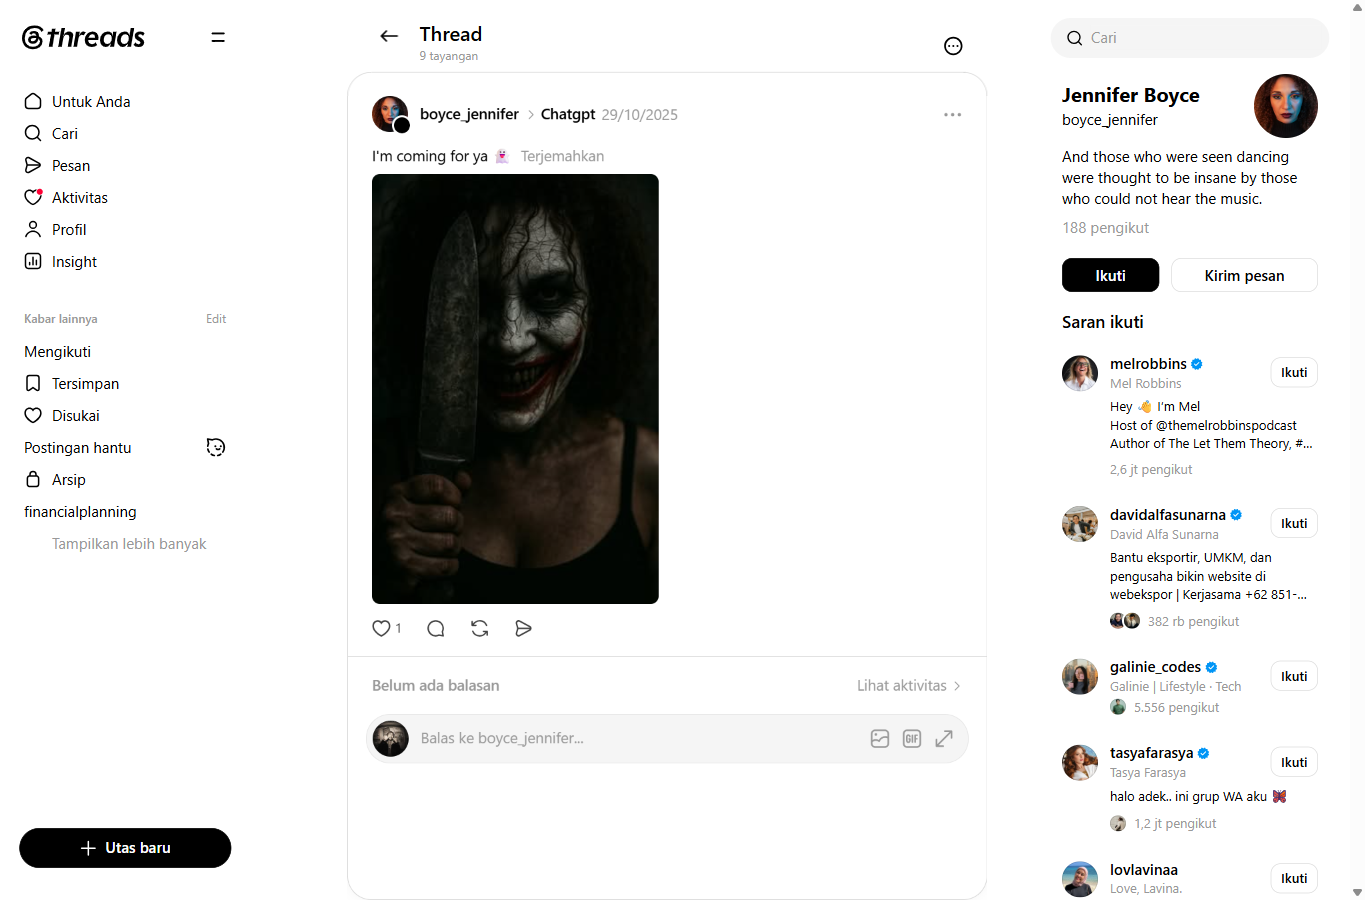 threads
Untuk Anda
Cari
Pesan
Aktivitas
Profil
Insight
Kabar lainnya
Edit
Mengikuti
Tersimpan
Disukai
Postingan hantu
Arsip
financialplanning
Tampilkan lebih banyak
Utas baru
Thread
9 tayangan
boyce_jennifer > Chatgpt 29/10/2025
I'm coming for ya 👻 Terjemahkan
1
Belum ada balasan
Lihat aktivitas
Balas ke boyce_jennifer...
GIF
Cari
Jennifer Boyce
boyce_jennifer
And those who were seen dancing
were thought to be insane by those
who could not hear the music.
188 pengikut
Ikuti
Kirim pesan
Saran ikuti
melrobbins
Ikuti
Mel Robbins
Hey 👋 I'm Mel
Host of @themelrobbinspodcast
Author of The Let Them Theory, #...
2,6 jt pengikut
davidalfasunarna
Ikuti
David Alfa Sunarna
Bantu eksportir, UMKM, dan
pengusaha bikin website di
webekspor | Kerjasama +62 851-...
382 rb pengikut
galinie_codes
Ikuti
Galinie | Lifestyle · Tech
5.556 pengikut
tasyafarasya
Ikuti
Tasya Farasya
halo adek.. ini grup WA aku 🦋
1,2 jt pengikut
lovlavinaa
Ikuti
Love, Lavina.